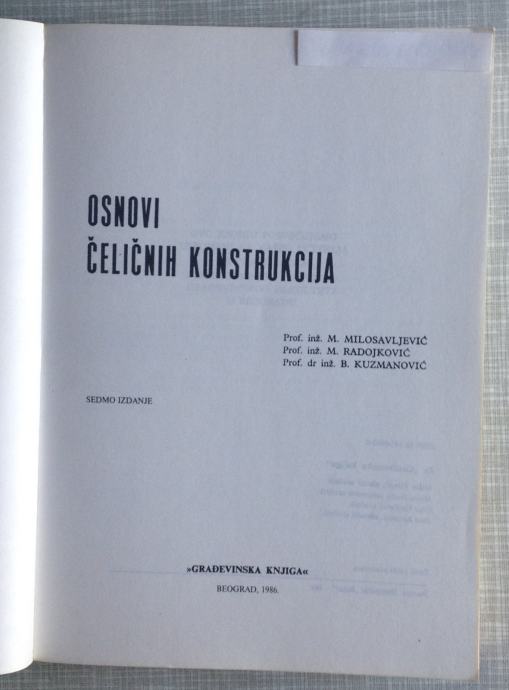 OSNOVI
ČELIČNIH KONSTRUKCIJA
Prof. inž. M. MILOSAVLJEVIĆ
Prof. inž. M. RADOJKOVIĆ
Prof. dr inž. B. KUZMANOVIĆ
SEDMO IZDANJE
»GRAĐEVINSKA KNJIGA«
BEOGRAD, 1986.